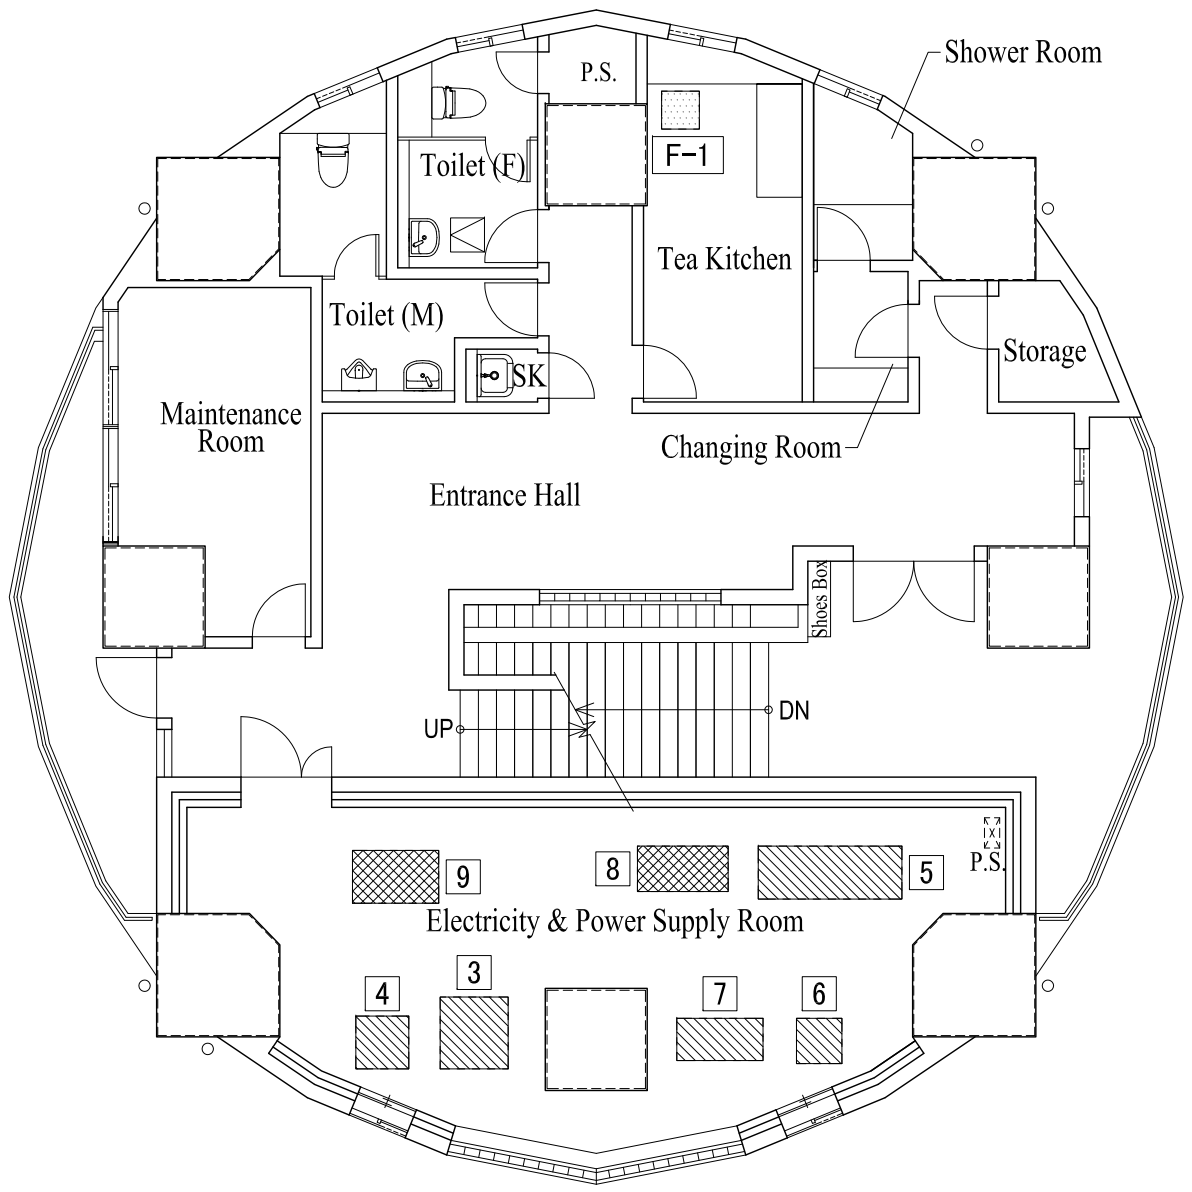 Shower Room
P.S.
F-1
Toilet (F)
Tea Kitchen
Toilet (M)
Storage
SK
Maintenance
Room
Changing Room
Entrance Hall
Shoes Box
UP
DN
9
8
5
P.S.
Electricity & Power Supply Room
4
3
7
6